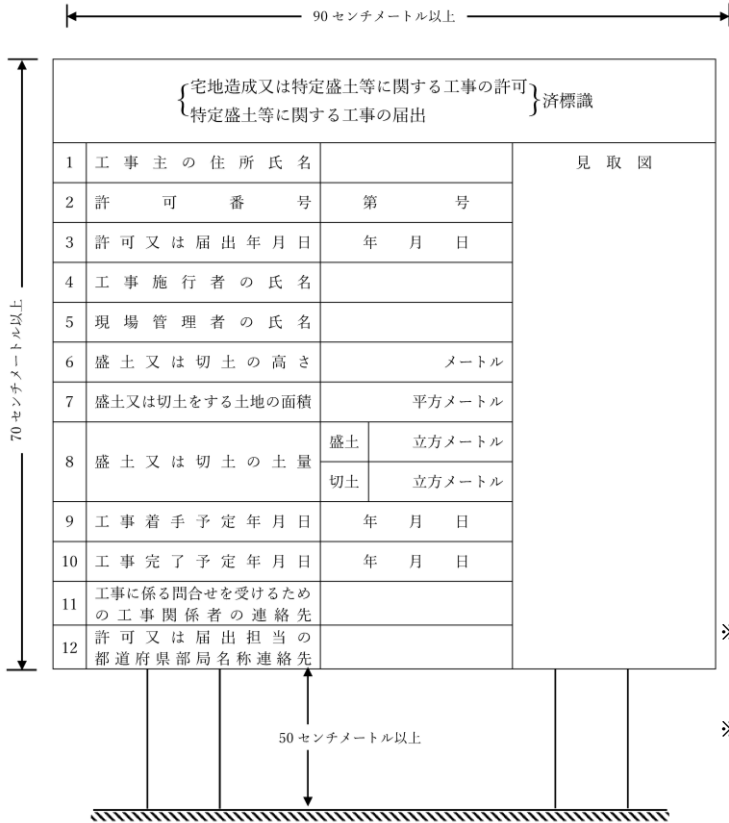 90 センチメートル以上
宅地造成又は特定盛土等に関する工事の許可
特定盛土等に関する工事の届出
済標識
1 工事主の住所氏名
見取図
2 許可番号 第 号
3 許可又は届出年月日 年 月 日
4 工事施行者の氏名
5 現場管理者の氏名
6 盛土又は切土の高さ メートル
7 盛土又は切土をする土地の面積 平方メートル
8 盛土又は切土の土量
盛土 立方メートル
切土 立方メートル
9 工事着手予定年月日 年 月 日
10 工事完了予定年月日 年 月 日
11 工事に係る問合せを受けるため
の工事関係者の連絡先
12 許可又は届出担当の
都道府県部局名称連絡先
70 センチメートル以上
50 センチメートル以上
※
※